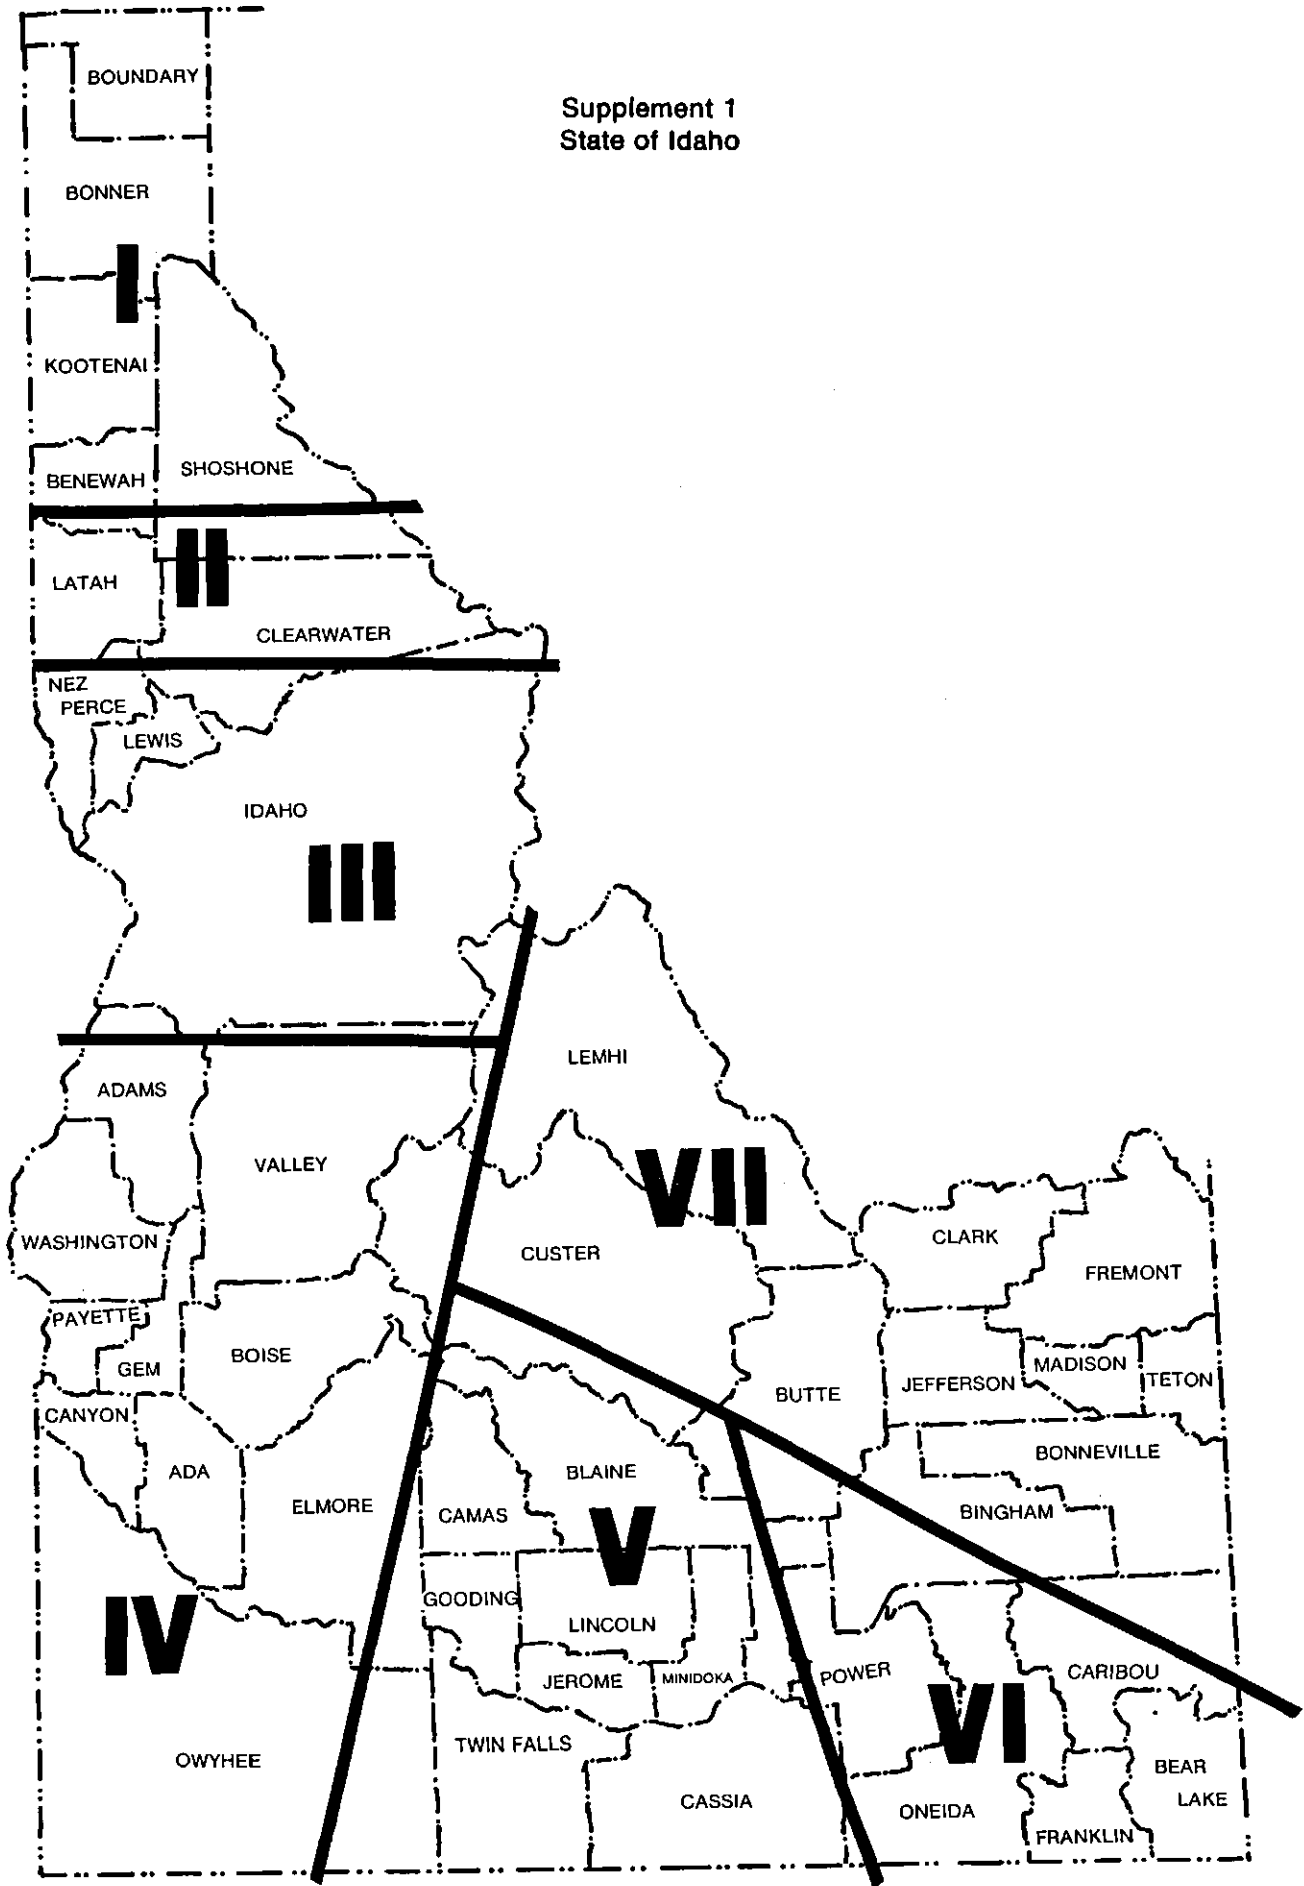 Supplement 1
State of Idaho
BOUNDARY
BONNER
I
KOOTENAI
BENEWAH
SHOSHONE
II
LATAH
CLEARWATER
NEZ
PERCE
LEWIS
IDAHO
III
LEMHI
ADAMS
VALLEY
VII
WASHINGTON
CUSTER
CLARK
FREMONT
PAYETTE
GEM
BOISE
BUTTE
JEFFERSON
MADISON
TETON
CANYON
ADA
ELMORE
CAMAS
BLAINE
BONNEVILLE
BINGHAM
V
GOODING
LINCOLN
IV
JEROME
MINIDOKA
POWER
CARIBOU
VI
OWYHEE
TWIN FALLS
CASSIA
ONEIDA
FRANKLIN
BEAR
LAKE